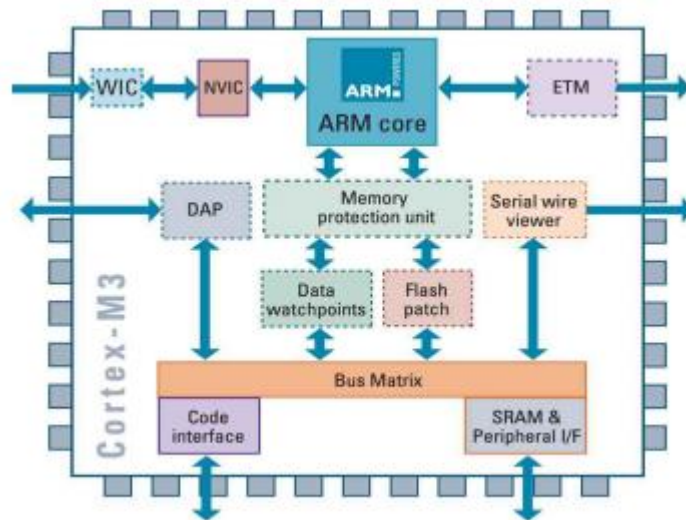 WIC
NVIC
ARM
POWERED
ARM core
ETM
DAP
Memory
protection unit
Serial wire
viewer
Data
watchpoints
Flash
patch
Bus Matrix
Code
interface
SRAM &
Peripheral I/F
Cortex-M3